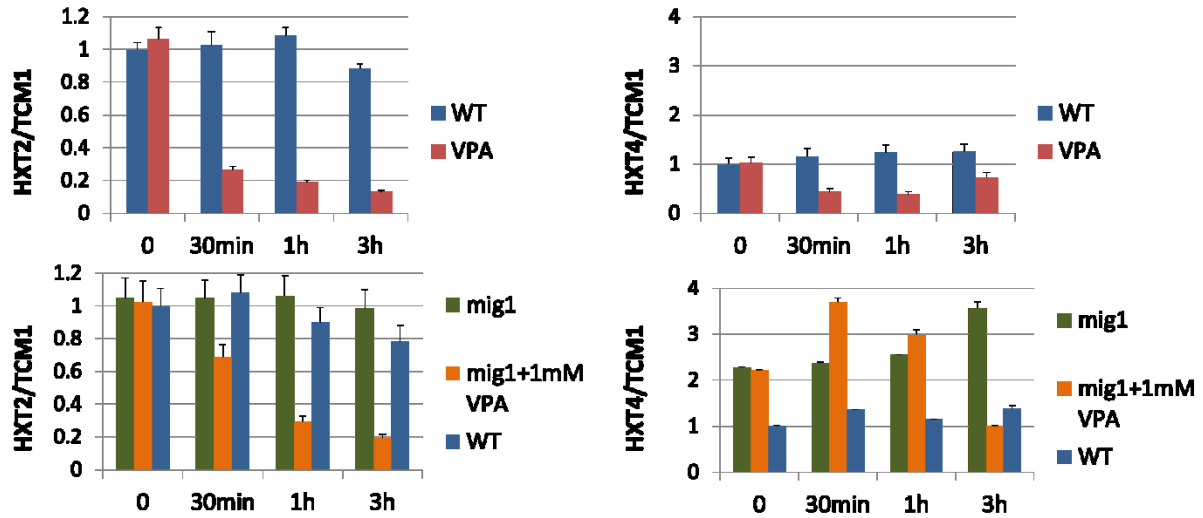 1.2
1
0.8
0.6
0.4
0.2
0
HXT2/TCM1
0 30min 1h 3h
WT
VPA
4
3
2
1
0
HXT4/TCM1
0 30min 1h 3h
WT
VPA
1.2
1
0.8
0.6
0.4
0.2
0
HXT2/TCM1
0 30min 1h 3h
mig1
mig1+1mM
VPA
WT
4
3
2
1
0
HXT4/TCM1
0 30min 1h 3h
mig1
mig1+1mM
VPA
WT